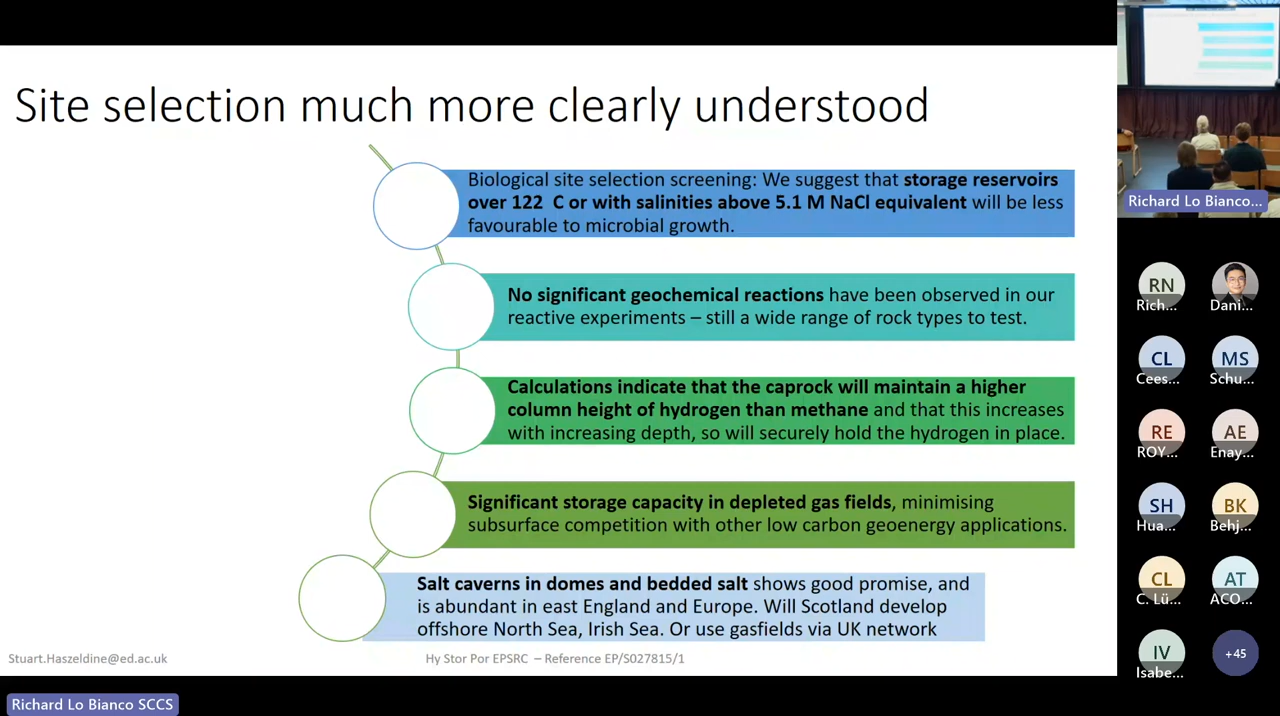 Site selection much more clearly understood
Biological site selection screening: We suggest that storage reservoirs
over 122  C or with salinities above 5.1 M NaCl equivalent will be less
favourable to microbial growth.
No significant geochemical reactions have been observed in our
reactive experiments – still a wide range of rock types to test.
Calculations indicate that the caprock will maintain a higher
column height of hydrogen than methane and that this increases
with increasing depth, so will securely hold the hydrogen in place.
Significant storage capacity in depleted gas fields, minimising
subsurface competition with other low carbon geoenergy applications.
Salt caverns in domes and bedded salt shows good promise, and
is abundant in east England and Europe. Will Scotland develop
offshore North Sea, Irish Sea. Or use gasfields via UK network
Stuart.Haszeldine@ed.ac.uk
Hy Stor Por EPSRC – Reference EP/S027815/1
Richard Lo Bianco SCCS
Richard Lo Bianco...
RN
Rich...
Dani...
CL
Cees...
MS
Schu...
RE
ROY...
AE
Enay...
SH
Hua...
BK
Behj...
CL
C. Lü...
AT
ACO...
IV
Isabe...
+45